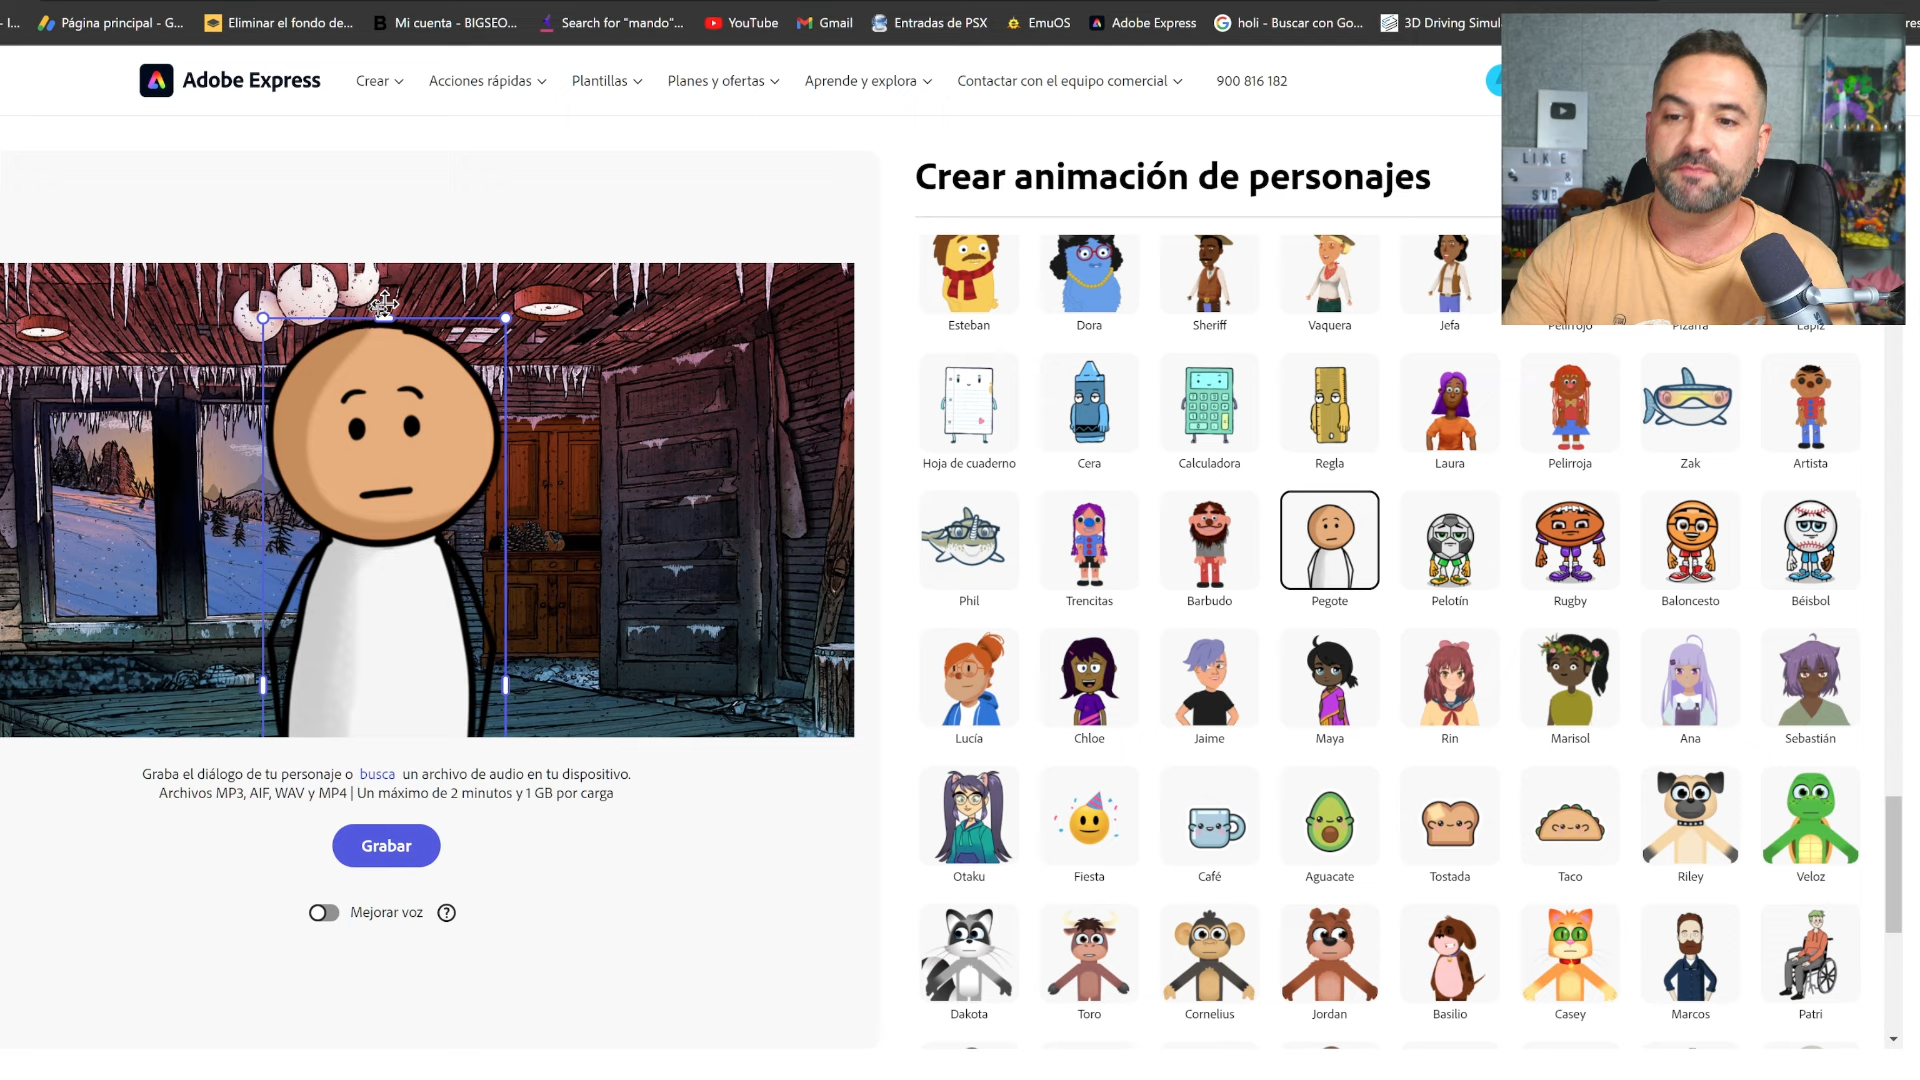 - I...
Página principal - G...
Eliminar el fondo de...
Mi cuenta - BIGSEO...
Search for "mando"...
YouTube
Gmail
Entradas de PSX
EmuOS
Adobe Express
holi - Buscar con Go...
3D Driving Simul
Adobe Express
Crear
Acciones rápidas
Plantillas
Planes y ofertas
Aprende y explora
Contactar con el equipo comercial
900 816 182
LIKE
&
SUB
Crear animación de personajes
Esteban
Dora
Sheriff
Vaquera
Jefa
Pelirrojo
Pizarra
Lápiz
Hoja de cuaderno
Cera
Calculadora
Regla
Laura
Pelirroja
Zak
Artista
Phil
Trencitas
Barbudo
Pegote
Pelotín
Rugby
Baloncesto
Béisbol
Lucía
Chloe
Jaime
Maya
Rin
Marisol
Ana
Sebastián
Otaku
Fiesta
Café
Aguacate
Tostada
Taco
Riley
Veloz
Dakota
Toro
Cornelius
Jordan
Basilio
Casey
Marcos
Patri
Graba el diálogo de tu personaje o busca un archivo de audio en tu dispositivo.
Archivos MP3, AIF, WAV y MP4 | Un máximo de 2 minutos y 1 GB por carga
Grabar
Mejorar voz ?